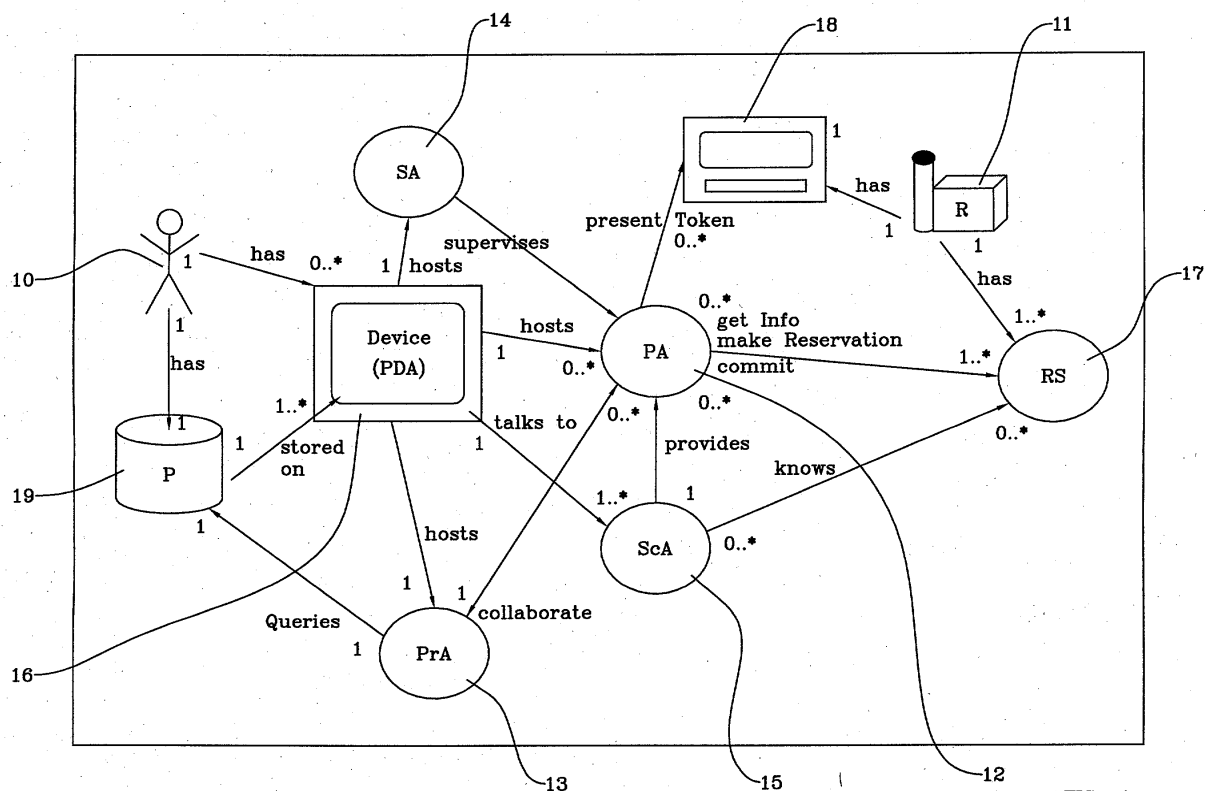 14
18
11
SA
1
has
R
1
1
present Token
0..*
supervises
10
1
has
0..*
1
hosts
has
17
1
has
Device
(PDA)
hosts
1
0..*
0..*
get Info
make Reservation
commit
PA
1..*
1..*
RS
1
1..*
1
stored
on
talks to
1
0..*
0..*
0..*
provides
knows
19
P
1
1..*
1
hosts
ScA
0..*
1
1
collaborate
Queries
1
PrA
16
13
15
12